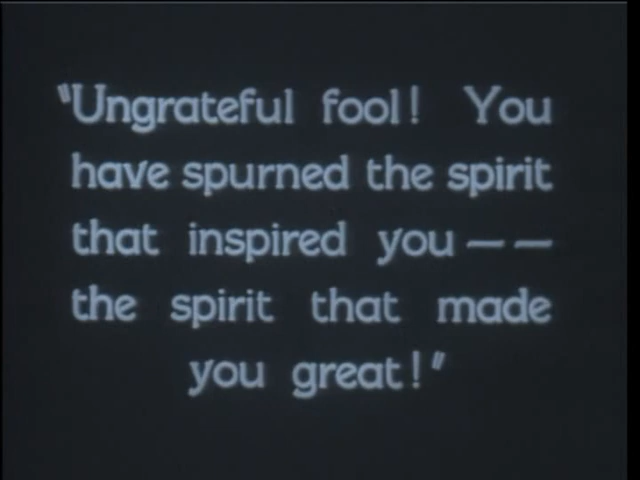 "Ungrateful fool! You
have spurned the spirit
that inspired you — —
the spirit that made
you great!"